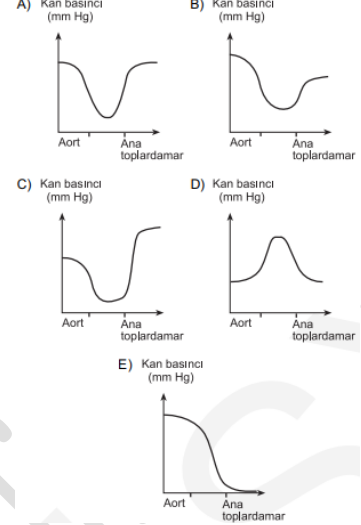 A) Kan basıncı
(mm Hg)
Aort
Ana
toplardamar
B) Kan basıncı
(mm Hg)
Aort
Ana
toplardamar
C) Kan basıncı
(mm Hg)
Aort
Ana
toplardamar
D) Kan basıncı
(mm Hg)
Aort
Ana
toplardamar
E) Kan basıncı
(mm Hg)
Aort
Ana
toplardamar